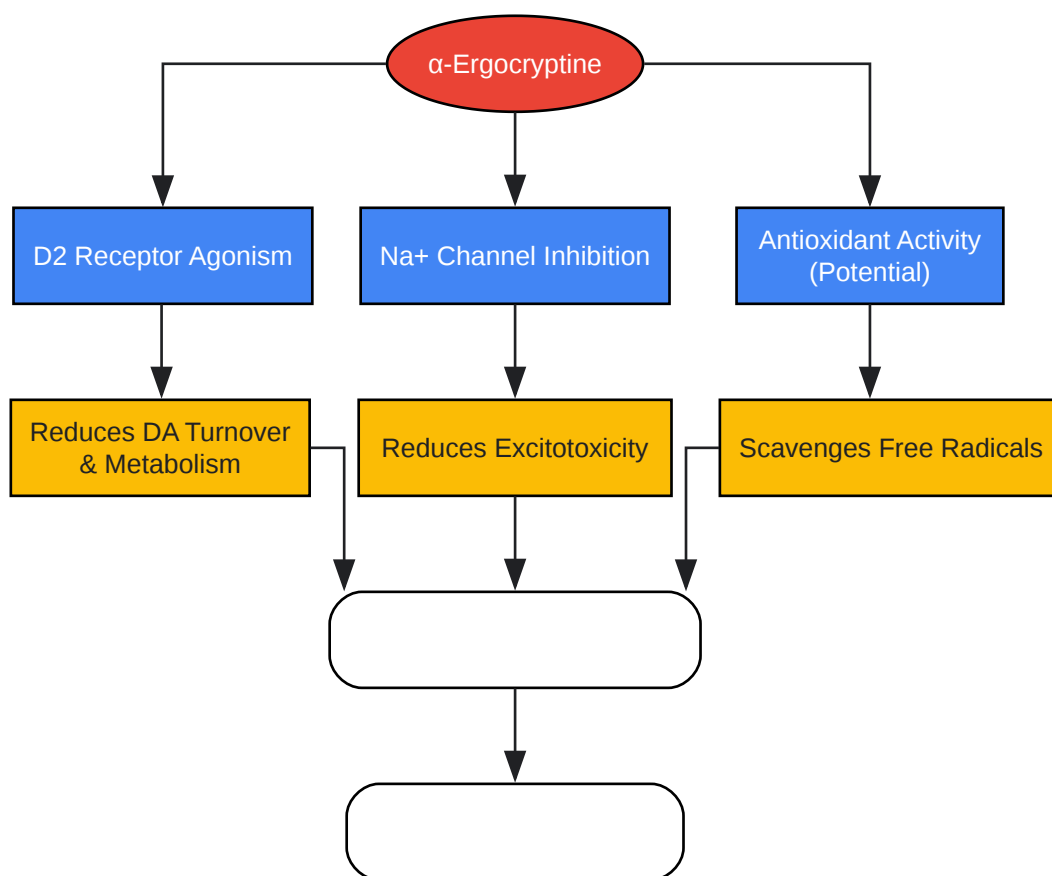 α-Ergocryptine
D2 Receptor Agonism
Na+ Channel Inhibition
Antioxidant Activity
(Potential)
Reduces DA Turnover
& Metabolism
Reduces Excitotoxicity
Scavenges Free Radicals